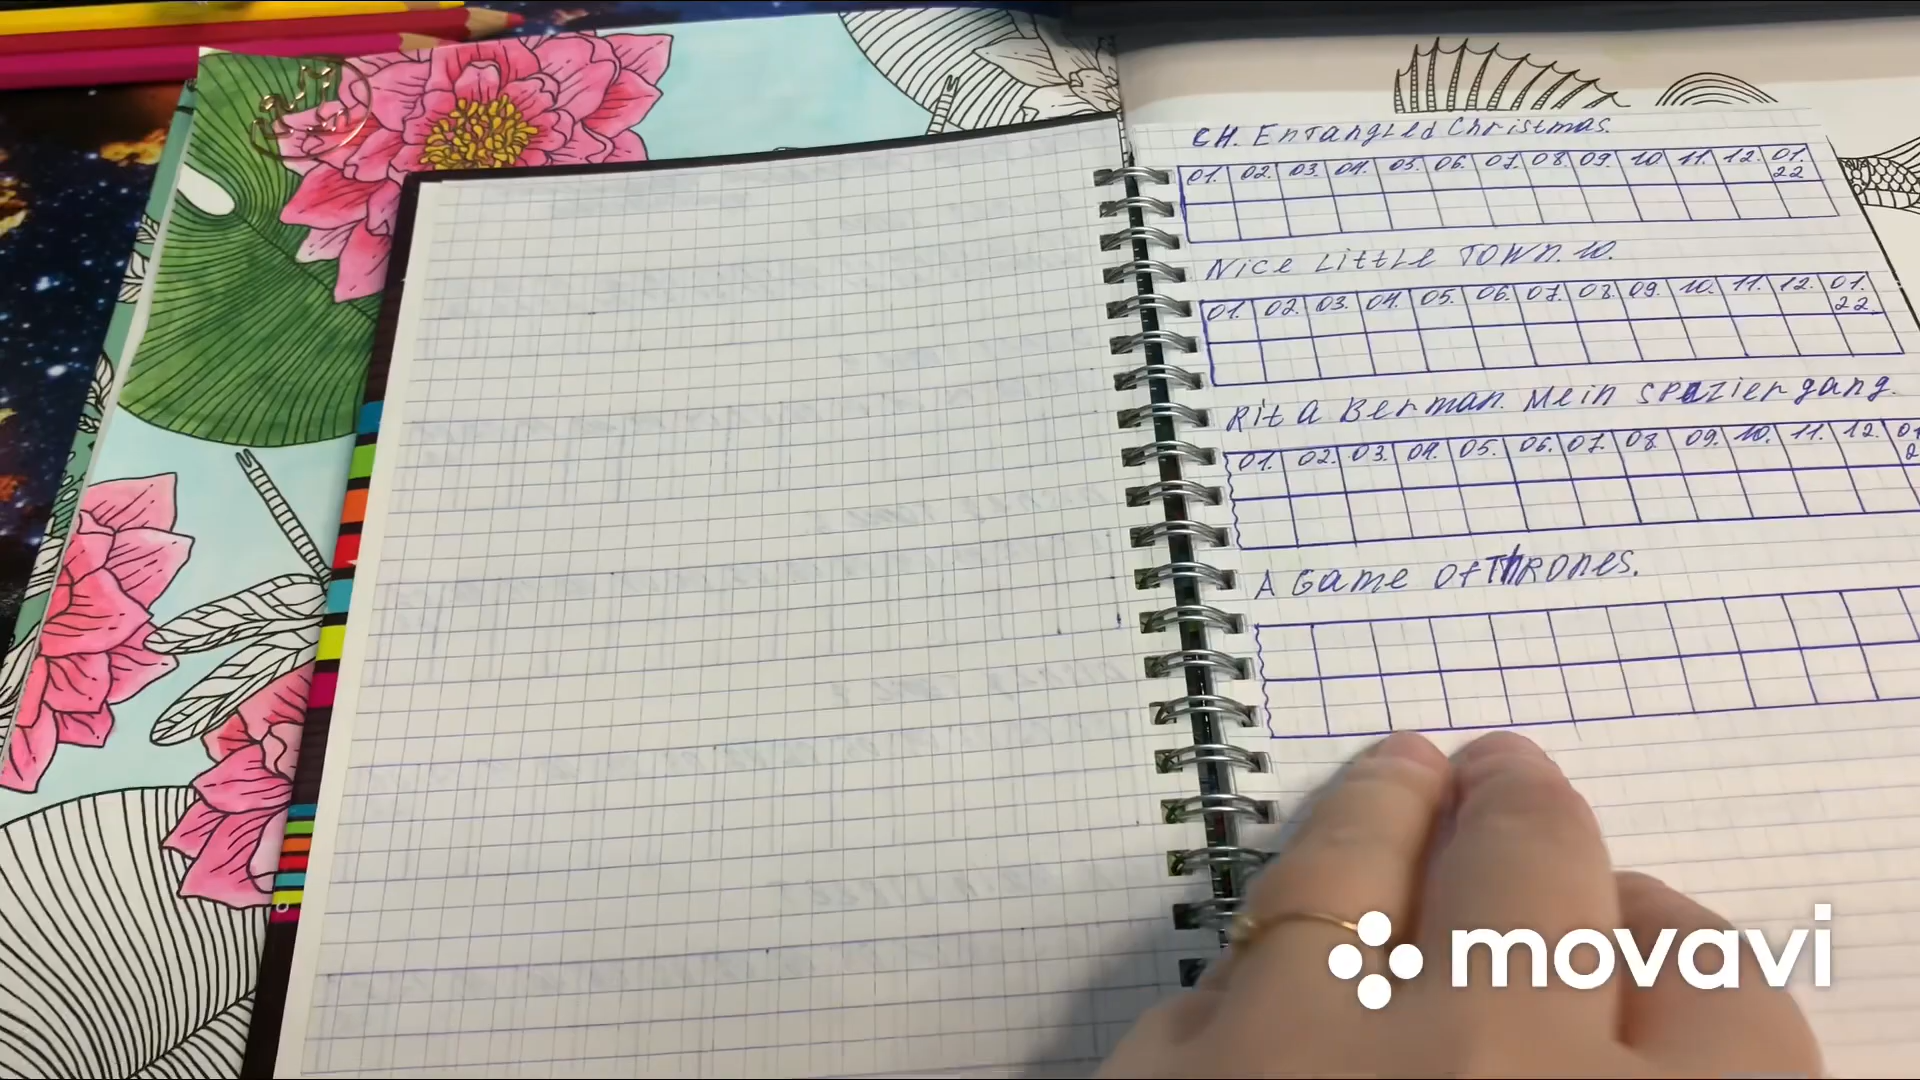 CH. Entangled Christmas.
01. 02. 03. 04. 05. 06. 07. 08. 09. 10 11. 12. 01. 22
Nice Little Town. 10.
01. 02. 03. 04. 05. 06. 07. 08. 09. 10. 11. 12. 01. 22
Rita Berman. Mein Spaziergang.
01. 02. 03. 04. 05. 06. 07. 08. 09. 10. 11. 12. 01 2
A Game Of Thrones.
movavi